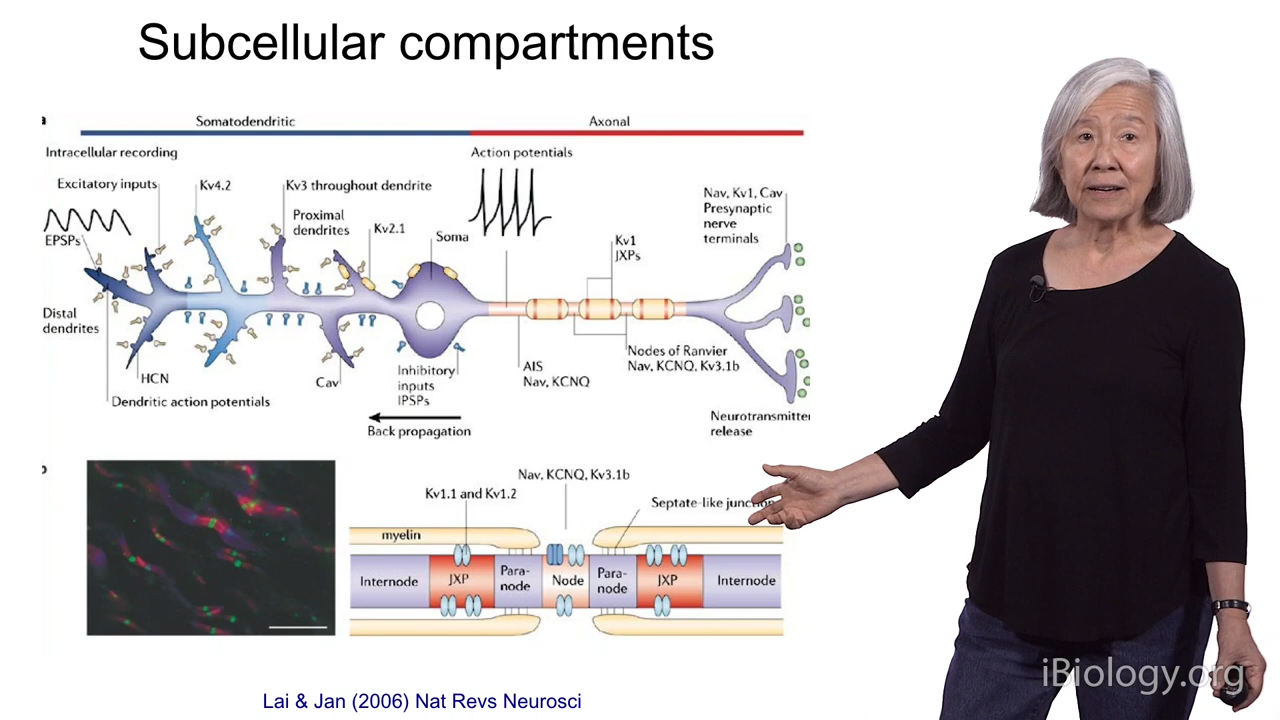 Subcellular compartments
a
Somatodendritic
Axonal
Intracellular recording
Action potentials
Excitatory inputs
Kv4.2
Kv3 throughout dendrite
Nav, Kv1, Cav
Presynaptic
nerve
terminals
Proximal
dendrites
Kv2.1
EPSPs
Soma
Kv1
JXPs
Distal
dendrites
Nodes of Ranvier
Nav, KCNQ, Kv3.1b
AIS
Nav, KCNQ
HCN
Cav
Inhibitory
inputs
IPSPs
Dendritic action potentials
Neurotransmitter
release
Back propagation
Nav, KCNQ, Kv3.1b
Kv1.1 and Kv1.2
Septate-like
myelin
Internode
JXP
Para-
node
Node
Para-
node
JXP
Internode
iBiology.org
Lai & Jan (2006) Nat Revs Neurosci